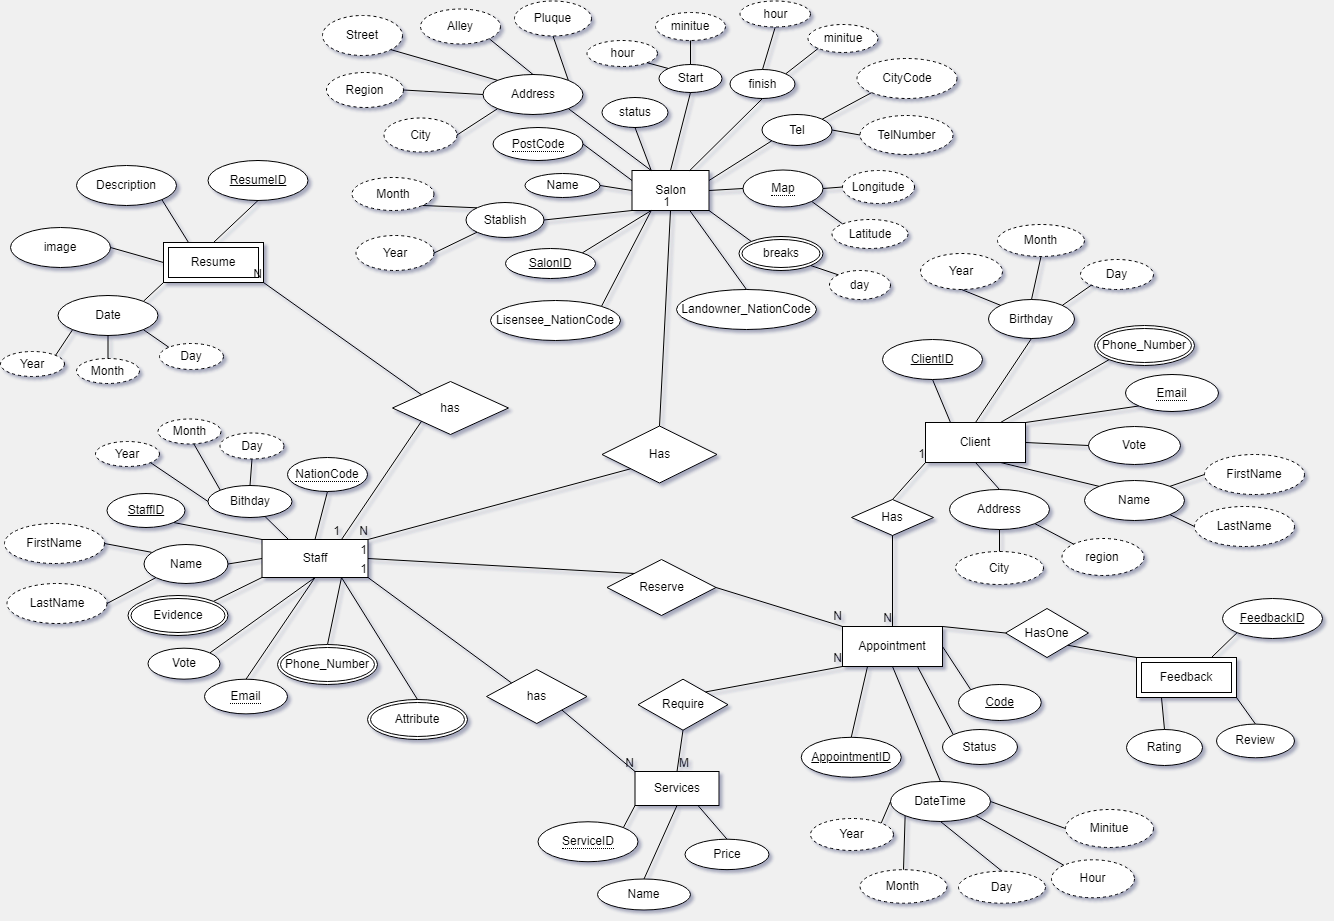 Pluque
hour
Street
Alley
minitue
minitue
hour
Start
CityCode
finish
Region
Address
status
Tel
City
TelNumber
PostCode
Description
ResumeID
Name
Salon
1
Map
Longitude
Month
Stablish
Latitude
image
Year
breaks
Month
Resume
N
SalonID
Year
Day
day
Date
Lisensee_NationCode
Landowner_NationCode
Birthday
Year
Day
Month
ClientID
Phone_Number
Email
has
Month
Client
Vote
Year
Day
Has
1
NationCode
FirstName
Bithday
Name
StaffID
Address
Has
LastName
1
N
FirstName
Staff
1
1
Name
City
region
Reserve
LastName
Evidence
N
N
FeedbackID
HasOne
Appointment
N
Vote
Phone_Number
Feedback
Email
has
Require
Code
Attribute
Status
Rating
Review
AppointmentID
N
M
Services
DateTime
Year
Minitue
ServiceID
Price
Name
Month
Day
Hour